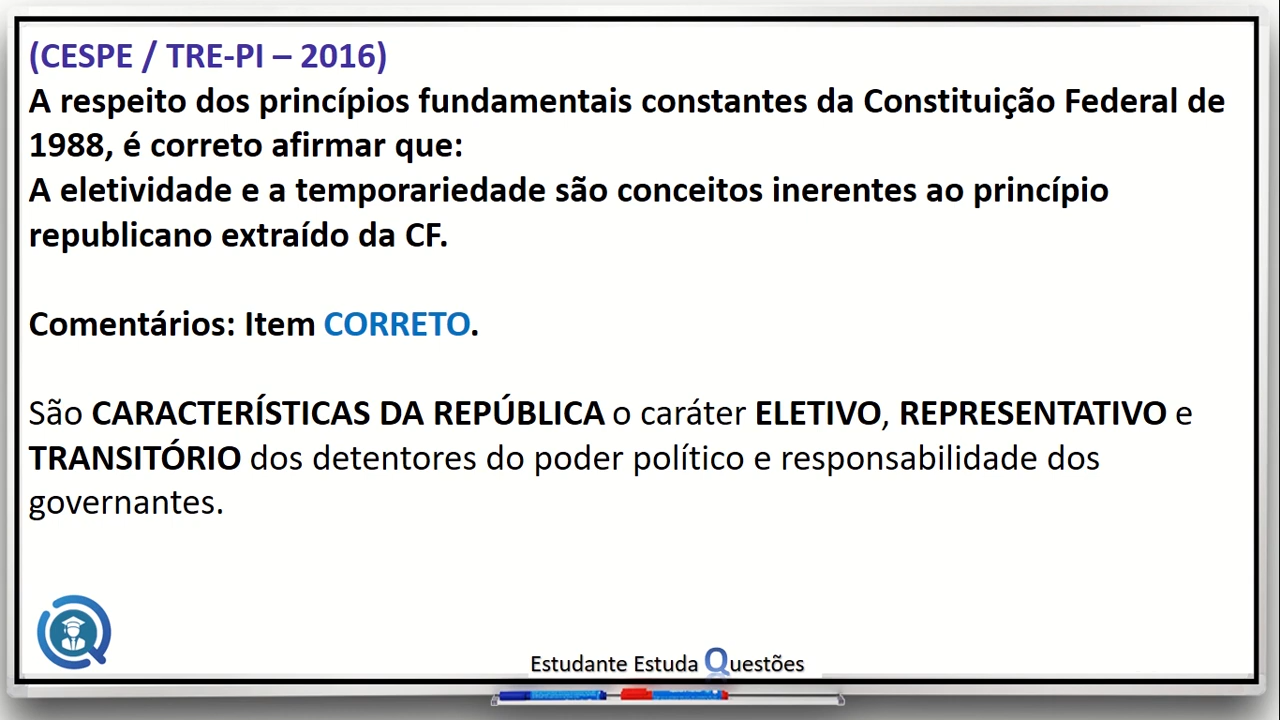 (CESPE / TRE-PI – 2016)
A respeito dos princípios fundamentais constantes da Constituição Federal de
1988, é correto afirmar que:
A eletividade e a temporariedade são conceitos inerentes ao princípio
republicano extraído da CF.
Comentários: Item CORRETO.
São CARACTERÍSTICAS DA REPÚBLICA o caráter ELETIVO, REPRESENTATIVO e
TRANSITÓRIO dos detentores do poder político e responsabilidade dos
governantes.
Estudante Estuda Questões